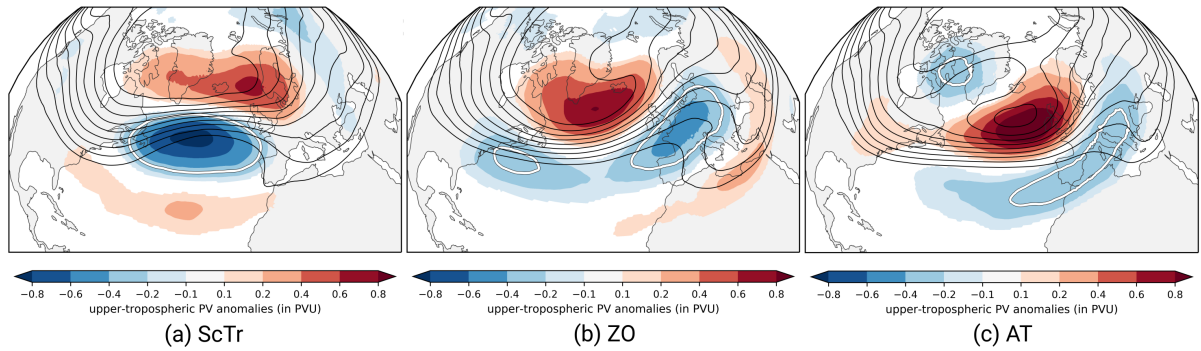 −0.8 −0.6 −0.4 −0.2 −0.1 0.1 0.2 0.4 0.6 0.8
upper-tropospheric PV anomalies (in PVU)
(a) ScTr
−0.8 −0.6 −0.4 −0.2 −0.1 0.1 0.2 0.4 0.6 0.8
upper-tropospheric PV anomalies (in PVU)
(b) ZO
−0.8 −0.6 −0.4 −0.2 −0.1 0.1 0.2 0.4 0.6 0.8
upper-tropospheric PV anomalies (in PVU)
(c) AT